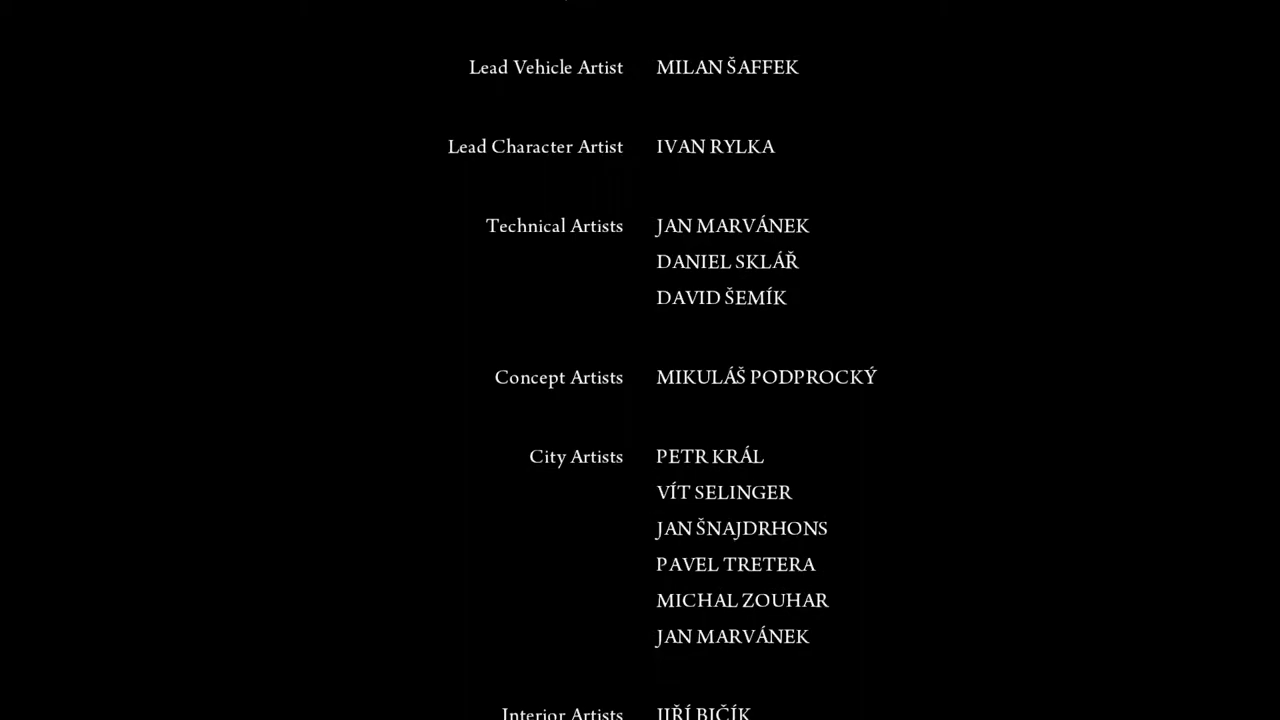 Lead Vehicle Artist MILAN ŠAFFEK
Lead Character Artist IVAN RYLKA
Technical Artists JAN MARVÁNEK
DANIEL SKLÁŘ
DAVID ŠEMÍK
Concept Artists MIKULÁŠ PODPROCKÝ
City Artists PETR KRÁL
VÍT SELINGER
JAN ŠNAJDRHONS
PAVEL TRETERA
MICHAL ZOUHAR
JAN MARVÁNEK
Interior Artists JIŘÍ BIČÍK